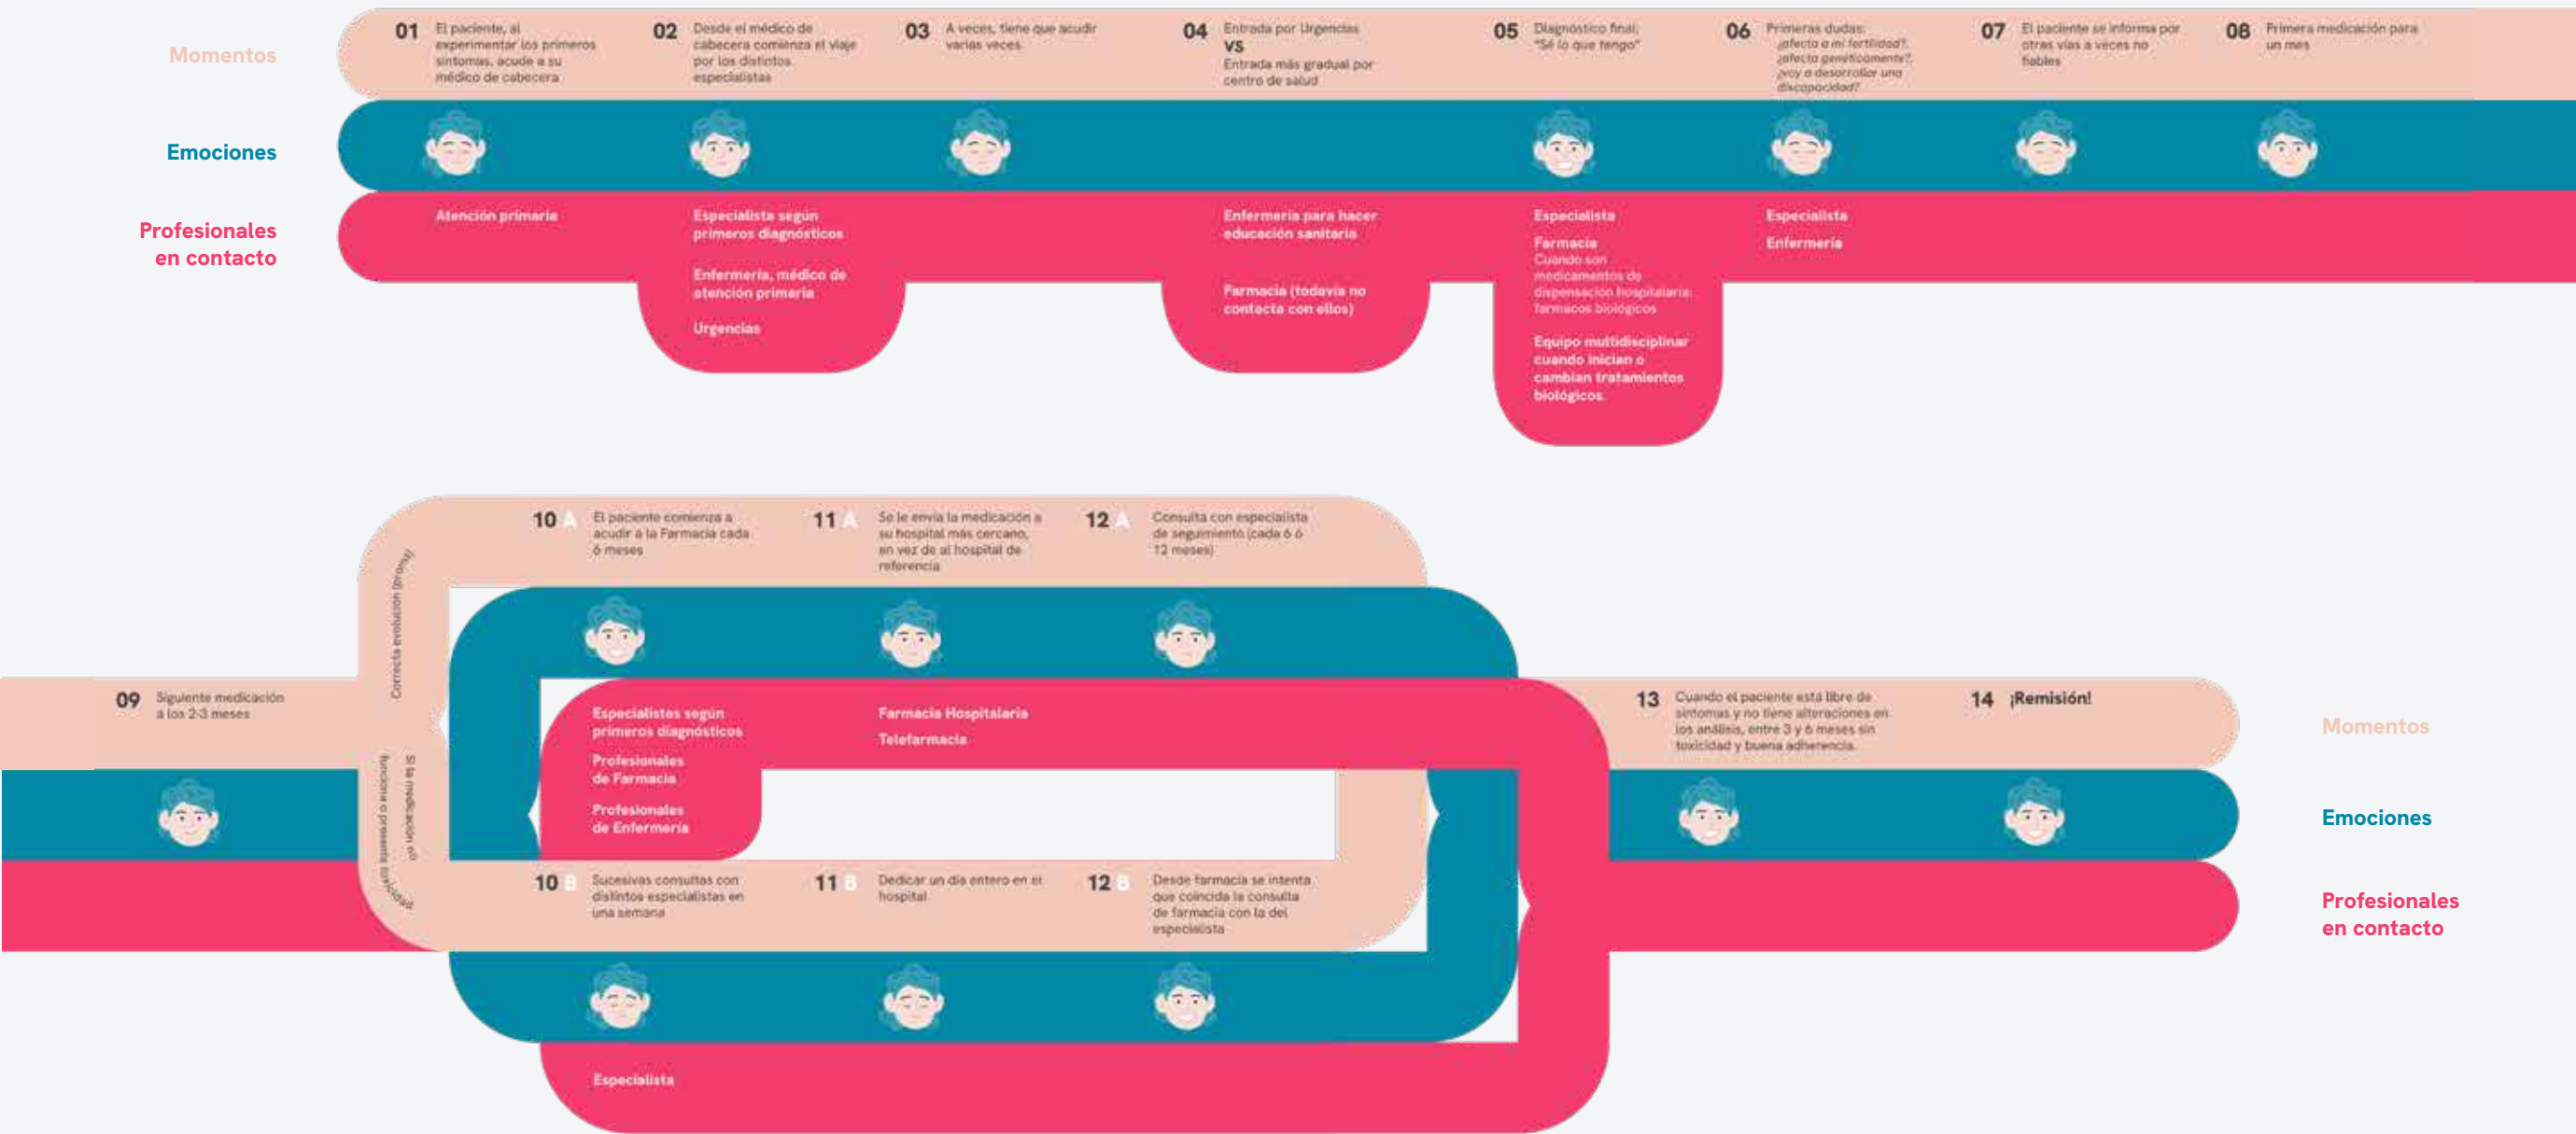 Momentos
01
El paciente, al
experimentar los primeros
síntomas, acude a su
médico de cabecera
02
Desde el médico de
cabecera comienza el viaje
por los distintos
especialistas
03
A veces, tiene que acudir
varias veces
04
Entrada por Urgencias
VS
Entrada más gradual por
centro de salud
05
Diagnóstico final:
"Sé lo que tengo"
06
Primeras dudas:
¿afecta a mi fertilidad?,
¿afecta genéticamente?,
¿voy a desarrollar una
discapacidad?
07
El paciente se informa por
otras vías a veces no
fiables
08
Primera medicación para
un mes
Emociones
Profesionales
en contacto
Atención primaria
Especialista según
primeros diagnósticos
Enfermería, médico de
atención primaria
Urgencias
Enfermería para hacer
educación sanitaria
Farmacia (todavía no
contacta con ellos)
Especialista
Farmacia
Cuando son
medicamentos de
dispensación hospitalaria:
fármacos biológicos
Equipo multidisciplinar
cuando inician o
cambian tratamientos
biológicos.
Especialista
Enfermería
09
Siguiente medicación
a los 2-3 meses
Correcta evolución (prona)
Si la medicación no
funciona o presenta toxicidad
10 A
El paciente comienza a
acudir a la Farmacia cada
6 meses
11 A
Se le envía la medicación a
su hospital más cercano,
en vez de al hospital de
referencia
12 A
Consulta con especialista
de seguimiento (cada 6 ó
12 meses)
Especialistas según
primeros diagnósticos
Profesionales
de Farmacia
Profesionales
de Enfermería
Farmacia Hospitalaria
Telefarmacia
10 B
Sucesivas consultas con
distintos especialistas en
una semana
11 B
Dedicar un día entero en el
hospital
12 B
Desde farmacia se intenta
que coincida la consulta
de farmacia con la del
especialista
Especialista
13
Cuando el paciente está libre de
síntomas y no tiene alteraciones en
los análisis, entre 3 y 6 meses sin
toxicidad y buena adherencia.
14
¡Remisión!
Momentos
Emociones
Profesionales
en contacto